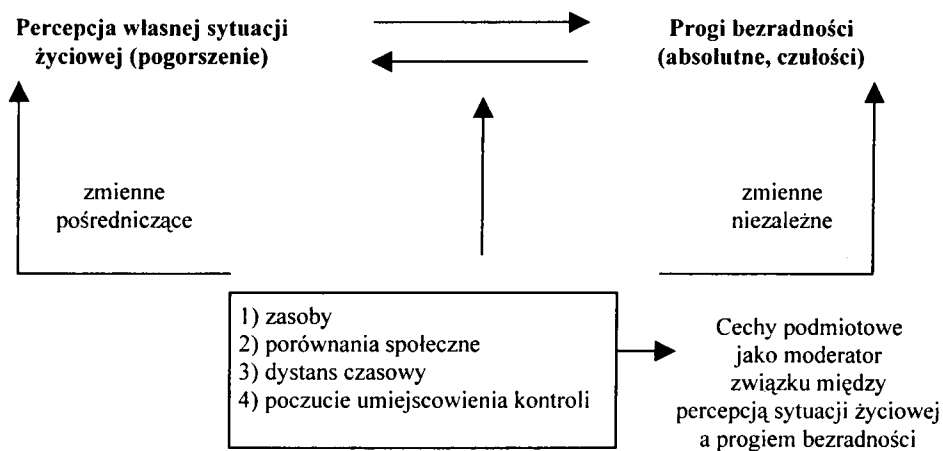 Percepcja własnej sytuacji
życiowej (pogorszenie)
Progi bezradności
(absolutne, czułości)
zmienne
pośredniczące
zmienne
niezależne
1) zasoby
2) porównania społeczne
3) dystans czasowy
4) poczucie umiejscowienia kontroli
Cechy podmiotowe
jako moderator
związku między
percepcją sytuacji życiowej
a progiem bezradności